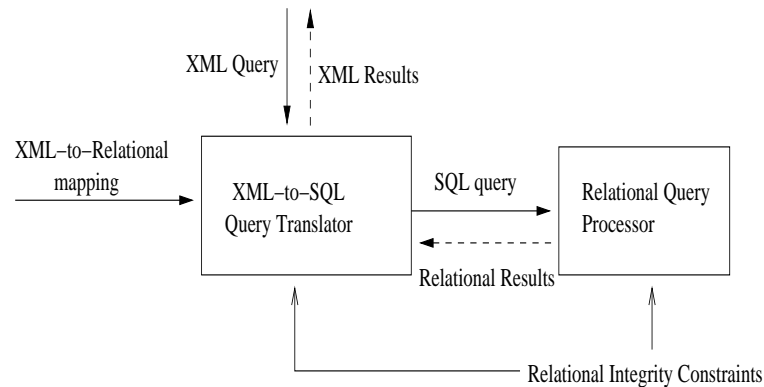 XML Query
XML Results
XML−to−Relational
mapping
XML−to−SQL
Query Translator
SQL query
Relational Query
Processor
Relational Results
Relational Integrity Constraints